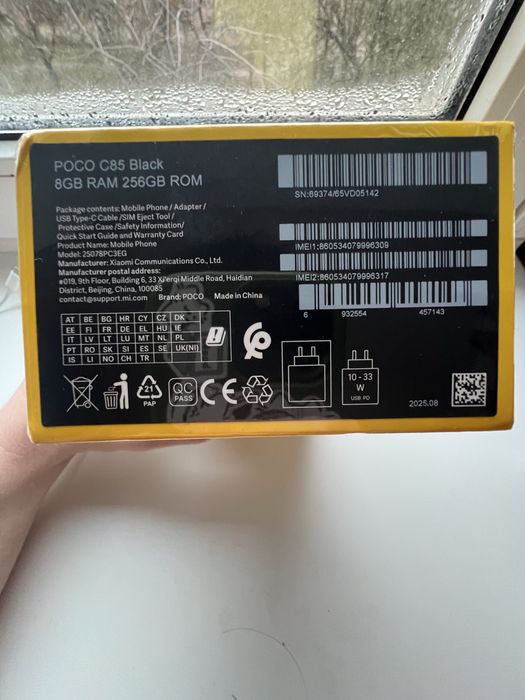 POCO C85 Black
8GB RAM 256GB ROM
Package contents: Mobile Phone / Adapter /
USB Type-C Cable /SIM Eject Tool /
Protective Case /Safety Information/
Quick Start Guide and Warranty Card
Product Name: Mobile Phone
Model: 25078PC3EG
Manufacturer: Xiaomi Communications Co., Ltd.
Manufacturer postal address:
#019, 9th Floor, Building 6, 33 Xi'erqi Middle Road, Haidian
District, Beijing, China, 100085
contact@support.mi.com Brand: POCO Made in China
SN:69374/65VD05142
IMEI1:860534079996309
IMEI2:860534079996317
6 932554 457143
AT BE BG HR CY CZ DK
EE FI FR DE EL HU IE
IT LV LT LU MT NL PL
PT RO SK SI ES SE UK(NI)
IS LI NO CH TR
21
PAP
QC
PASS
CE
10 - 33
W
USB PD
2025.08